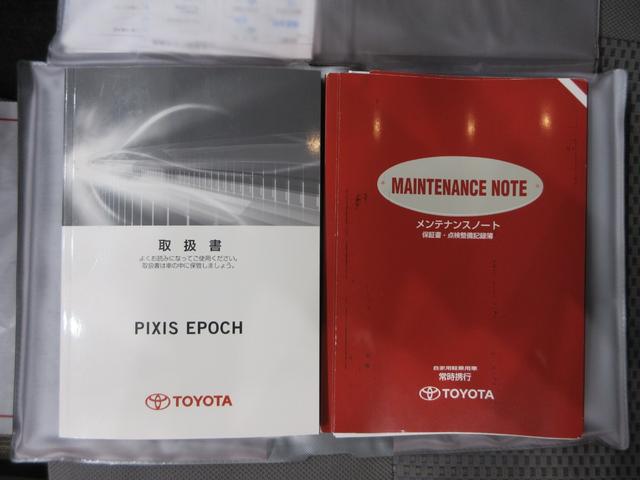 取扱書
よくお読みになってご使用ください。
取扱書は車の中に保管しましょう。
PIXIS EPOCH
TOYOTA
MAINTENANCE NOTE
メンテナンスノート
保証書・点検整備記録簿
自家用軽乗用車
常時携行
TOYOTA